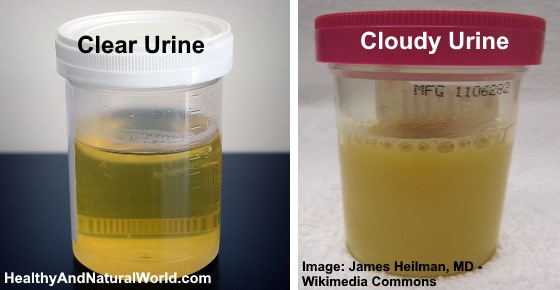 Clear Urine
HealthyAndNaturalWorld.com
Cloudy Urine
MFG 1106282
Image: James Heilman, MD -
Wikimedia Commons